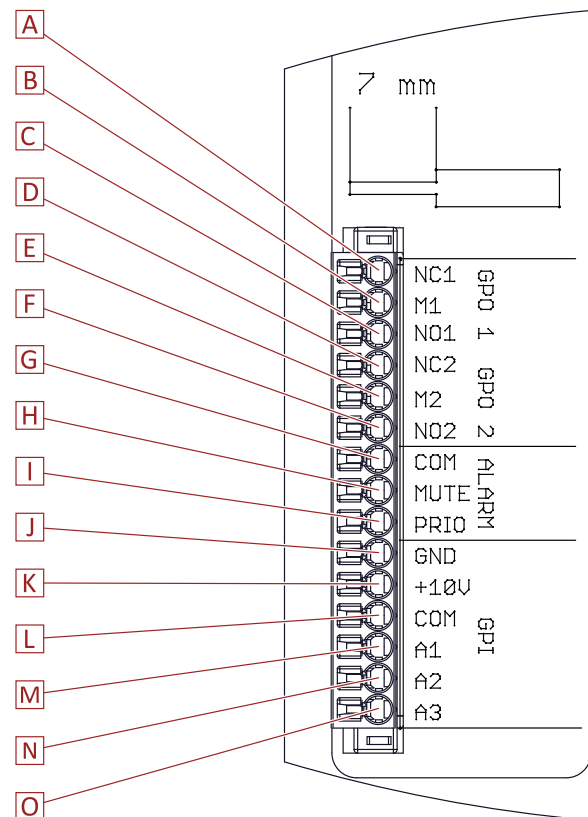 A
B
C
D
E
F
G
H
I
J
K
L
M
N
O
7 mm
NC1
M1
NO1
GPO 1
NC2
M2
NO2
GPO 2
COM
MUTE
PRIO
ALARM
GND
+10V
COM
A1
A2
A3
GPI